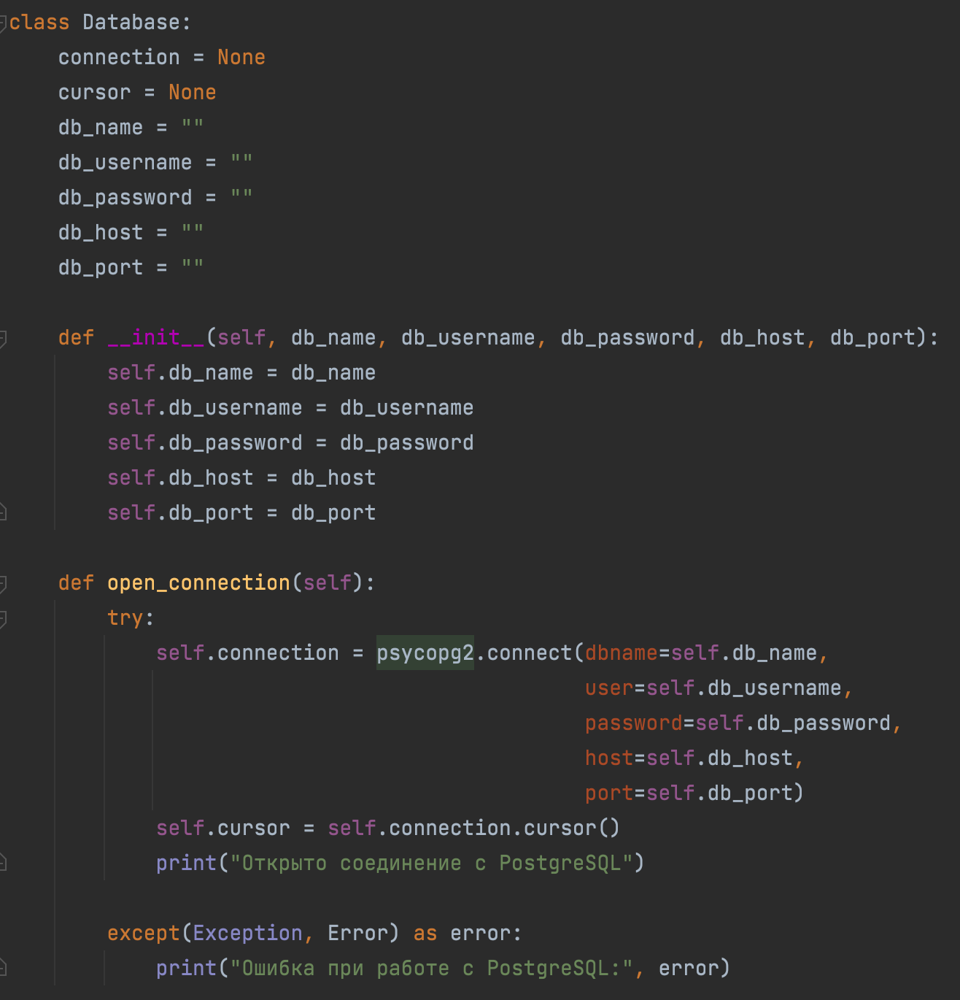 class Database:
    connection = None
    cursor = None
    db_name = ""
    db_username = ""
    db_password = ""
    db_host = ""
    db_port = ""

    def __init__(self, db_name, db_username, db_password, db_host, db_port):
        self.db_name = db_name
        self.db_username = db_username
        self.db_password = db_password
        self.db_host = db_host
        self.db_port = db_port

    def open_connection(self):
        try:
            self.connection = psycopg2.connect(dbname=self.db_name,
                                               user=self.db_username,
                                               password=self.db_password,
                                               host=self.db_host,
                                               port=self.db_port)
            self.cursor = self.connection.cursor()
            print("Открыто соединение с PostgreSQL")

        except(Exception, Error) as error:
            print("Ошибка при работе с PostgreSQL:", error)